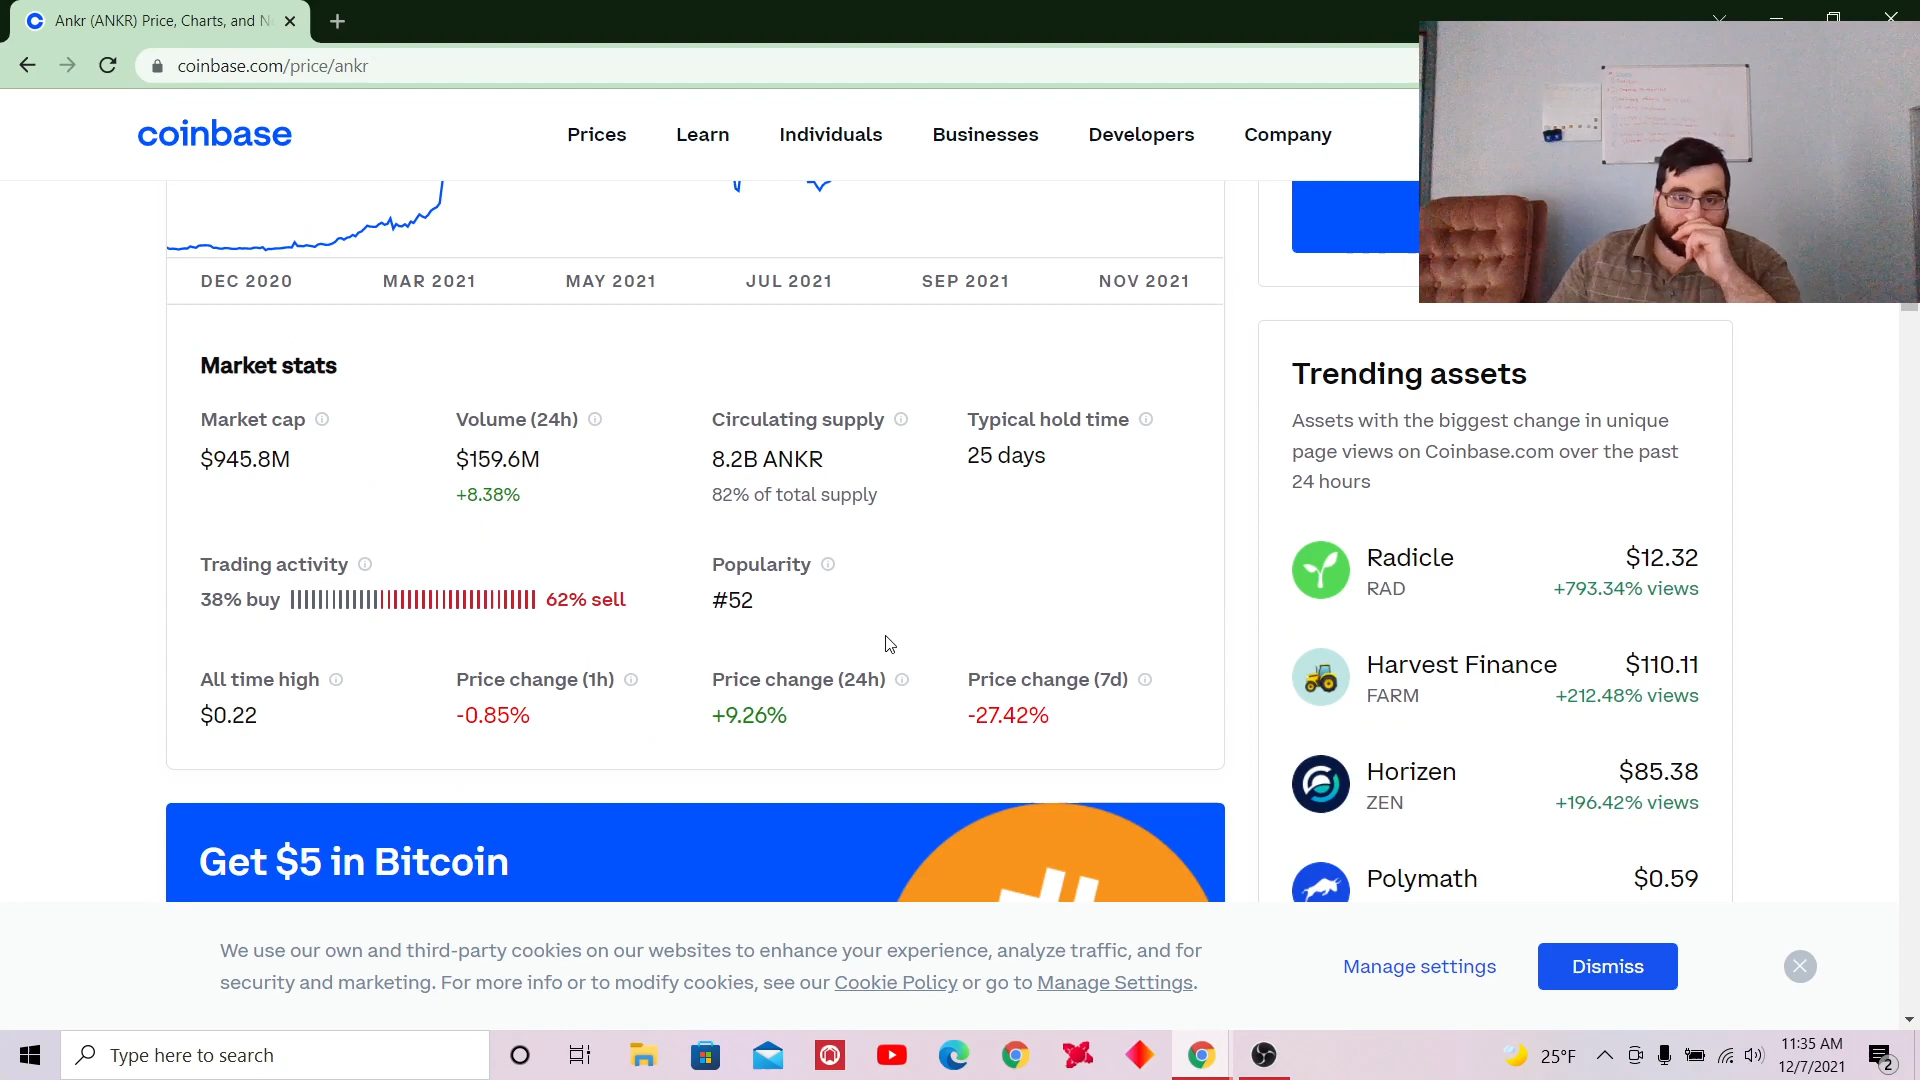 Ankr (ANKR) Price, Charts, and N
coinbase.com/price/ankr
coinbase
Prices
Learn
Individuals
Businesses
Developers
Company
DEC 2020
MAR 2021
MAY 2021
JUL 2021
SEP 2021
NOV 2021
Market stats
Market cap
$945.8M
Volume (24h)
$159.6M
+8.38%
Circulating supply
8.2B ANKR
82% of total supply
Typical hold time
25 days
Trading activity
38% buy
62% sell
Popularity
#52
All time high
$0.22
Price change (1h)
-0.85%
Price change (24h)
+9.26%
Price change (7d)
-27.42%
Get $5 in Bitcoin
Trending assets
Assets with the biggest change in unique
page views on Coinbase.com over the past
24 hours
Radicle
$12.32
RAD
+793.34% views
Harvest Finance
$110.11
FARM
+212.48% views
Horizen
$85.38
ZEN
+196.42% views
Polymath
$0.59
We use our own and third-party cookies on our websites to enhance your experience, analyze traffic, and for
security and marketing. For more info or to modify cookies, see our Cookie Policy or go to Manage Settings.
Manage settings
Dismiss
Type here to search
25°F
11:35 AM
12/7/2021
2